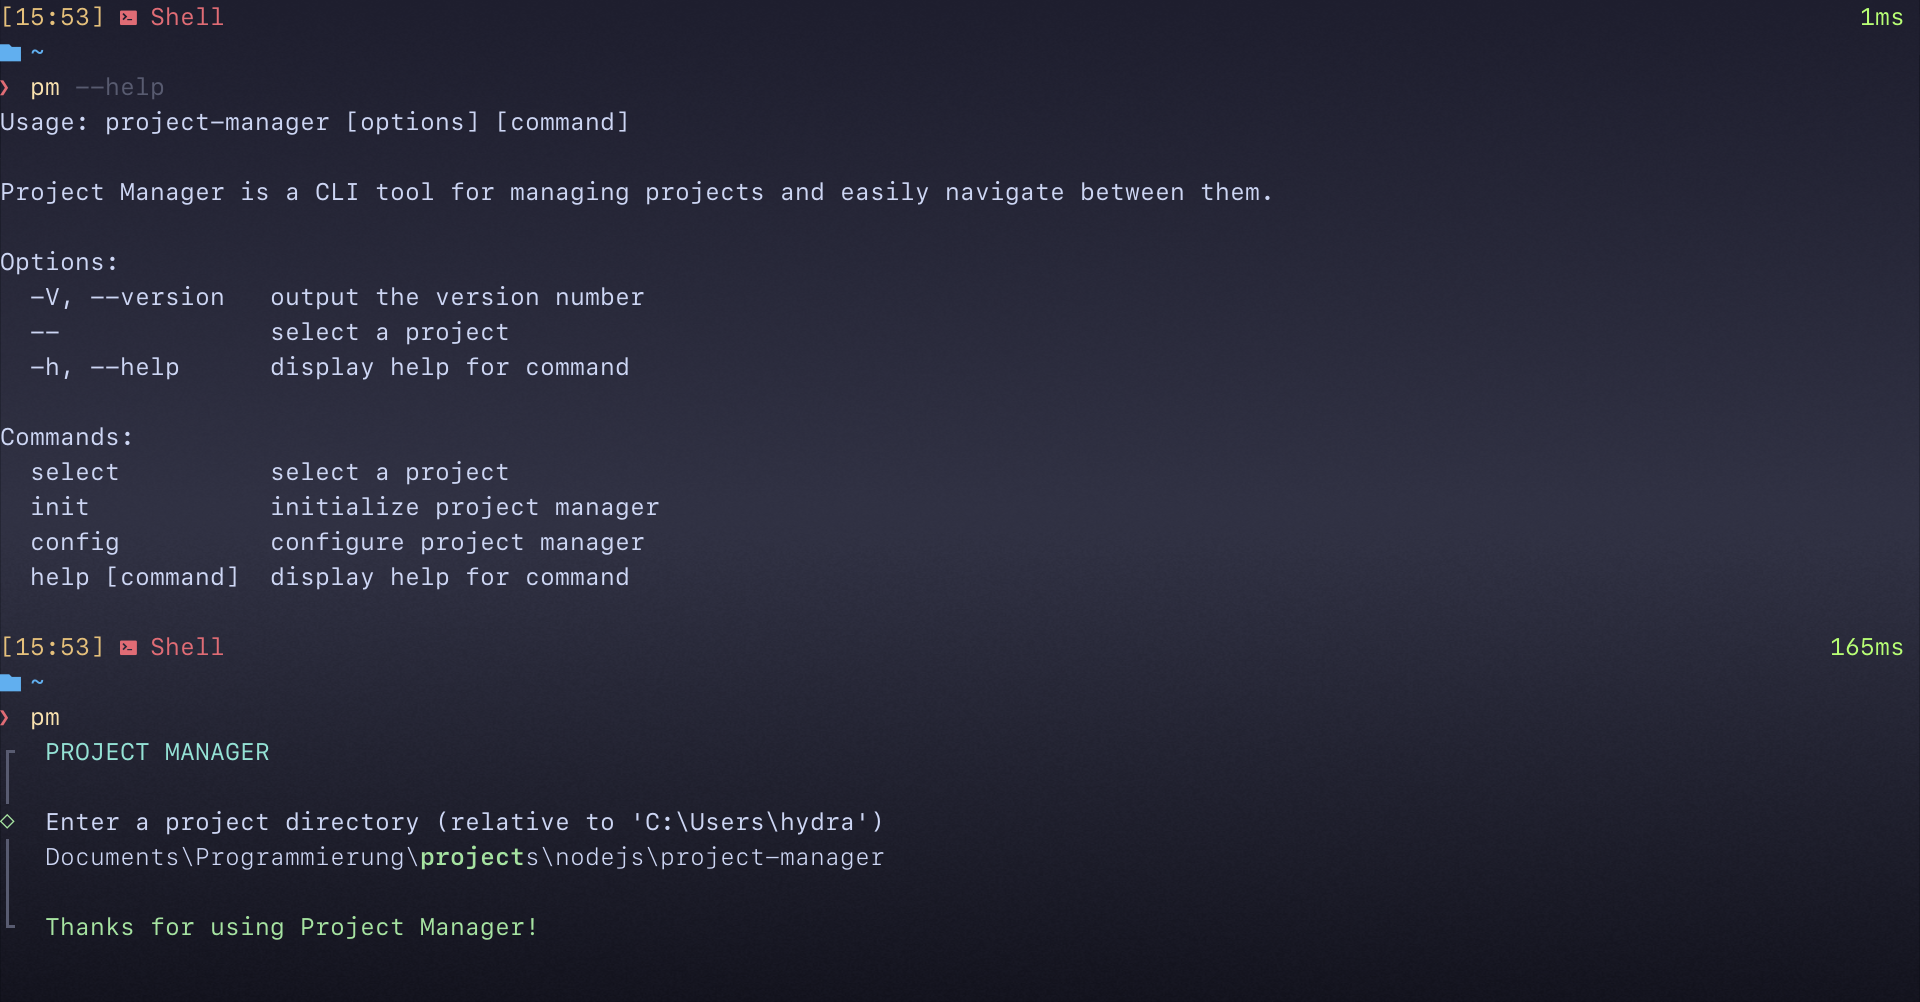 [15:53] Shell 1ms
~
❯ pm --help
Usage: project-manager [options] [command]
Project Manager is a CLI tool for managing projects and easily navigate between them.
Options:
-V, --version output the version number
-- select a project
-h, --help display help for command
Commands:
select select a project
init initialize project manager
config configure project manager
help [command] display help for command
[15:53] Shell 165ms
~
❯ pm
PROJECT MANAGER
Enter a project directory (relative to 'C:\Users\hydra')
Documents\Programmierung\projects\nodejs\project-manager
Thanks for using Project Manager!